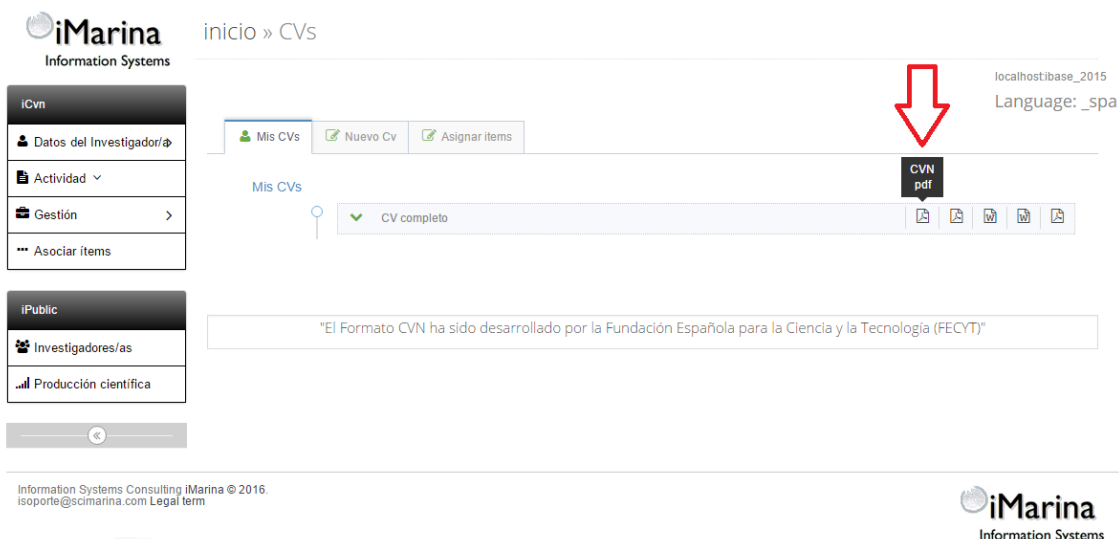 iMarina
Information Systems
inicio » CVs
localhost:ibase_2015
Language: _spa
iCvn
Datos del Investigador/a
Actividad
Gestión
Asociar ítems
iPublic
Investigadores/as
Producción científica
Mis CVs
Nuevo Cv
Asignar items
CVN
pdf
Mis CVs
CV completo
"El Formato CVN ha sido desarrollado por la Fundación Española para la Ciencia y la Tecnología (FECYT)"
Information Systems Consulting iMarina © 2016.
isoporte@scimarina.com Legal term
iMarina
Information Systems